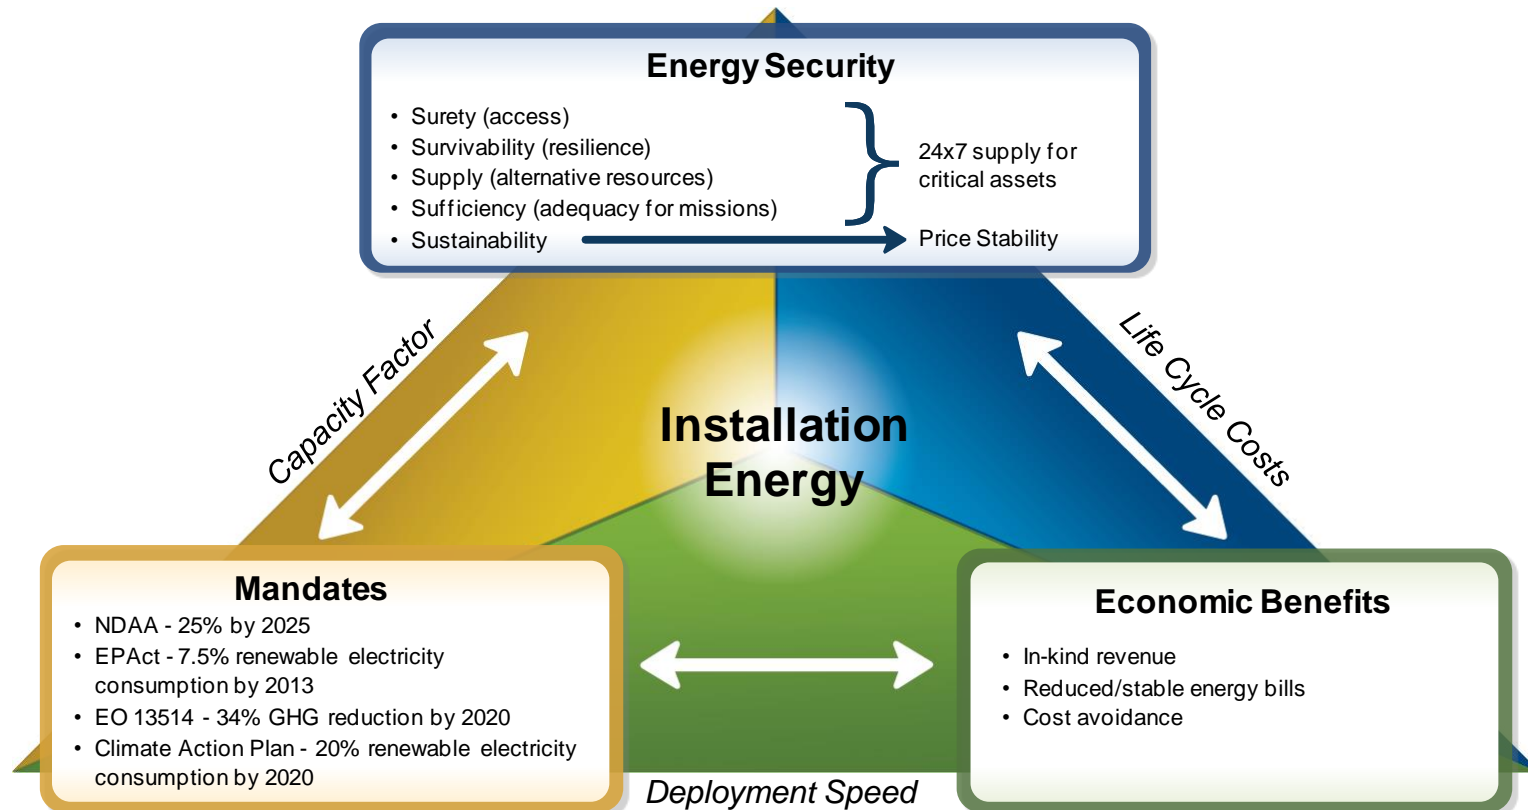 Energy Security
• Surety (access)
• Survivability (resilience)
• Supply (alternative resources)
• Sufficiency (adequacy for missions)
• Sustainability
24x7 supply for
critical assets
Price Stability
Capacity Factor
Life Cycle Costs
Installation
Energy
Mandates
• NDAA - 25% by 2025
• EPAct - 7.5% renewable electricity
consumption by 2013
• EO 13514 - 34% GHG reduction by 2020
• Climate Action Plan - 20% renewable electricity
consumption by 2020
Economic Benefits
• In-kind revenue
• Reduced/stable energy bills
• Cost avoidance
Deployment Speed